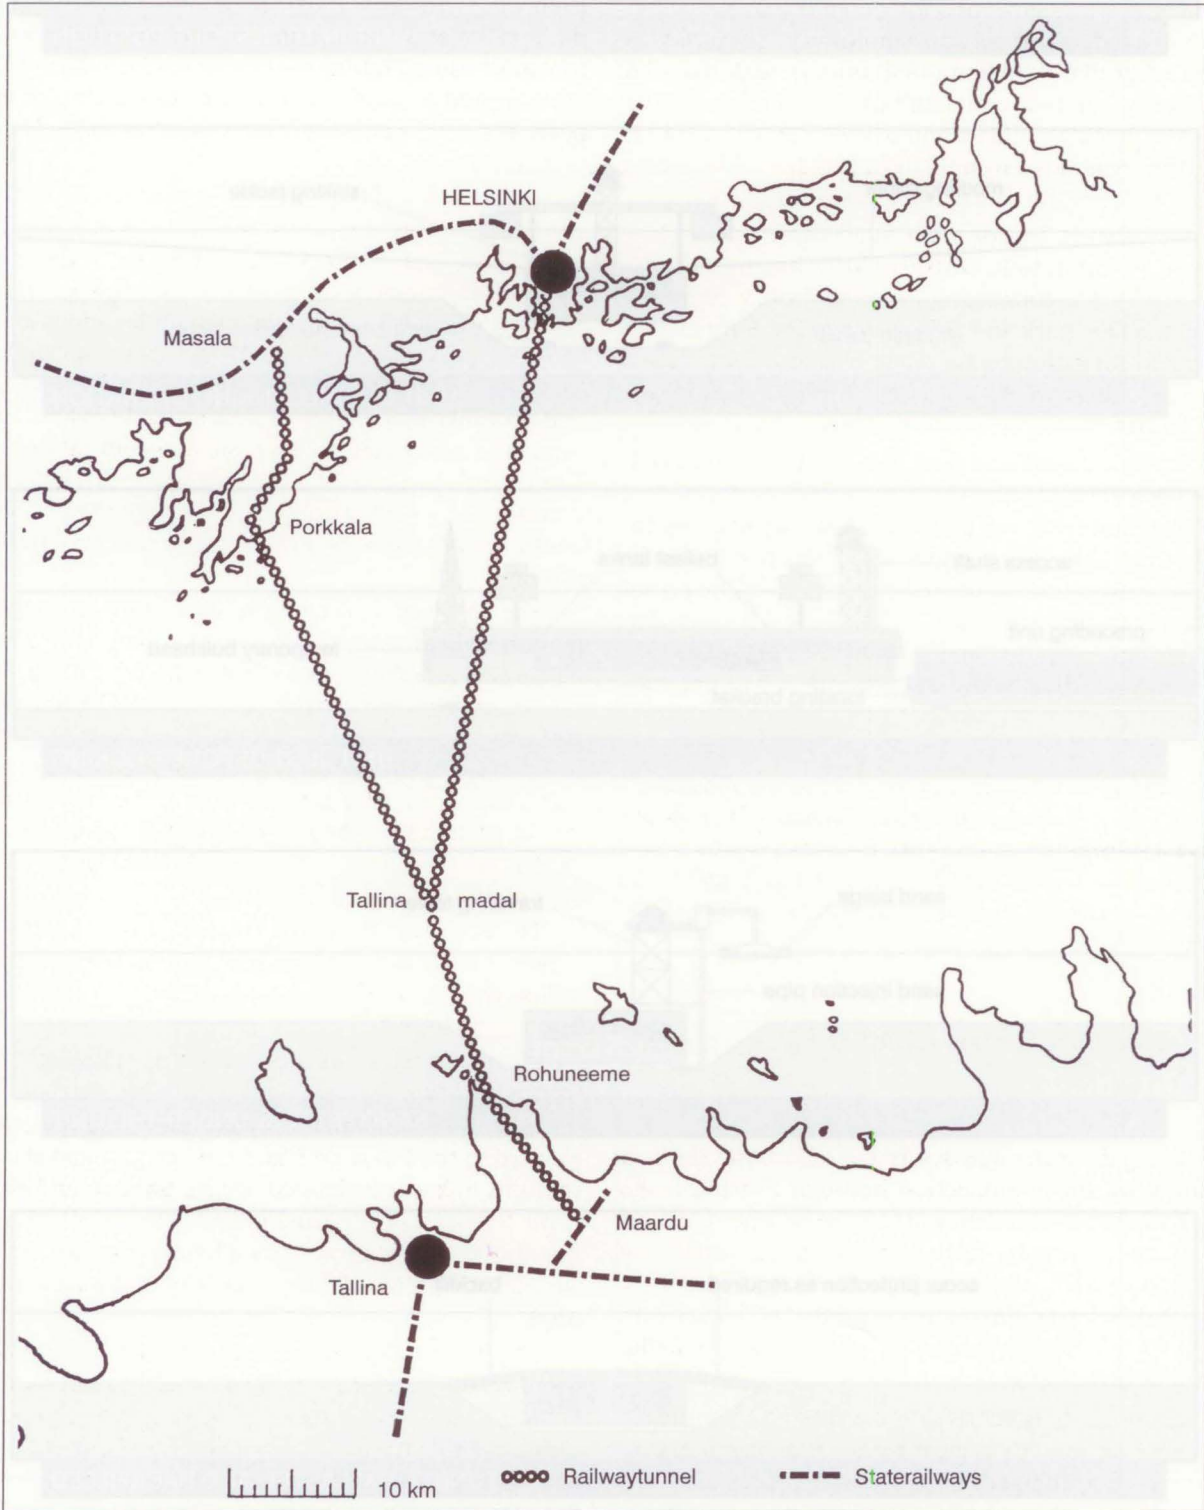 HELSINKI
Masala
Porkkala
Tallina madal
Rohuneeme
Maardu
Tallina
10 km
Railwaytunnel
Staterailways